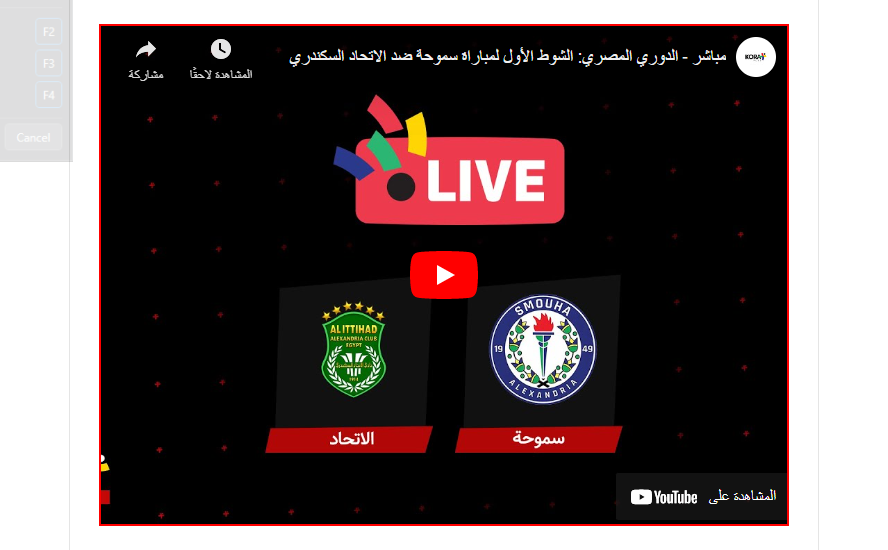 F2
F3
F4
Cancel
مباشر - الدوري المصري: الشوط الأول لمباراة سموحة ضد الاتحاد السكندري
KORA
المشاهدة لاحقًا
مشاركة
LIVE
ALITTIHAD
ALEXANDRIA CLUB
EGYPT
1914
SMOUHA
19 49
ALEXANDRIA
الاتحاد
سموحة
المشاهدة على YouTube